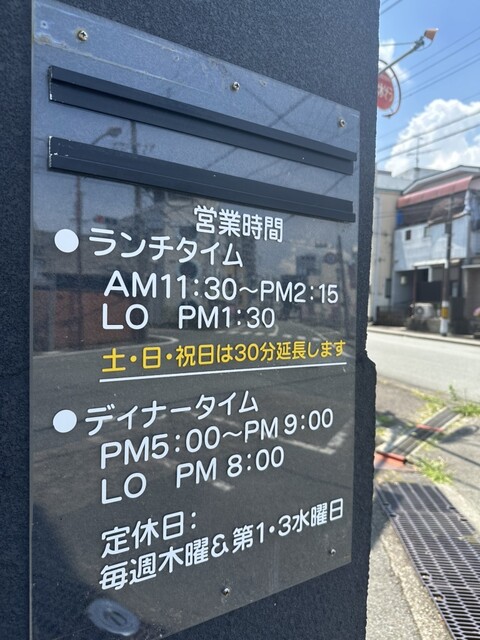 営業時間
●ランチタイム
AM11:30～PM2:15
LO PM1:30
土・日・祝日は30分延長します
●ディナータイム
PM5:00～PM9:00
LO PM 8:00
定休日:
毎週木曜&第1・3水曜日